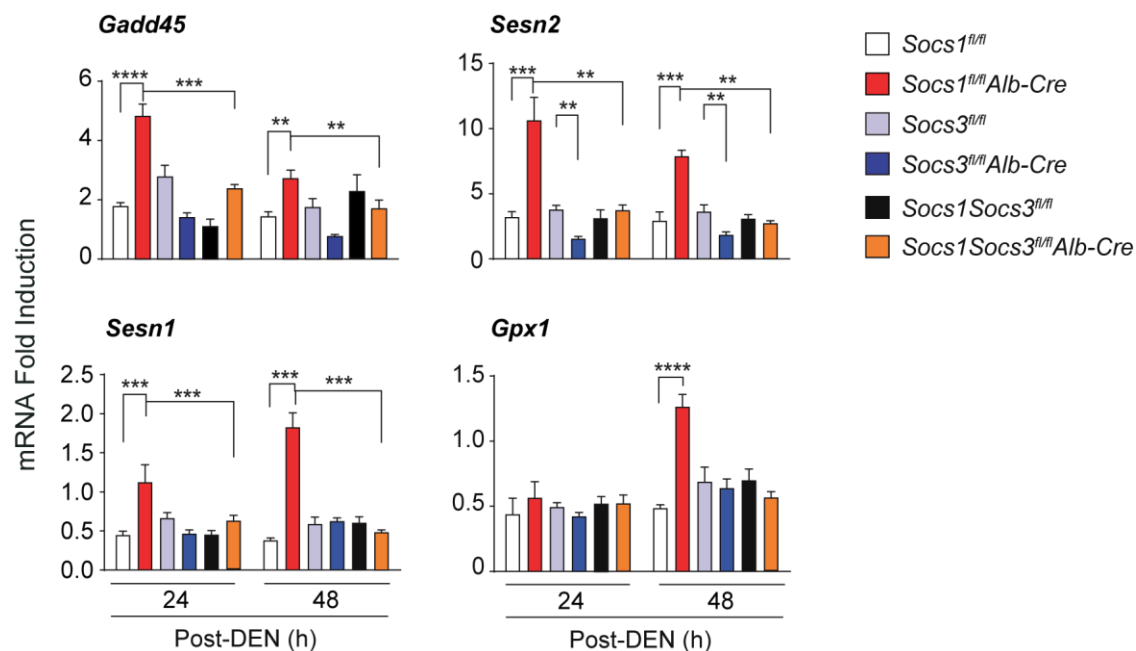 Gadd45
6
4
2
0
**** ***
** **
Sesn2
15
10
5
0
*** ** **
*** ** **
Socs1fl/fl
Socs1fl/flAlb-Cre
Socs3fl/fl
Socs3fl/flAlb-Cre
Socs1Socs3fl/fl
Socs1Socs3fl/flAlb-Cre
mRNA Fold Induction
Sesn1
2.5
2.0
1.5
1.0
0.5
0.0
*** ***
*** ***
24 48
Post-DEN (h)
Gpx1
1.5
1.0
0.5
0.0
****
24 48
Post-DEN (h)